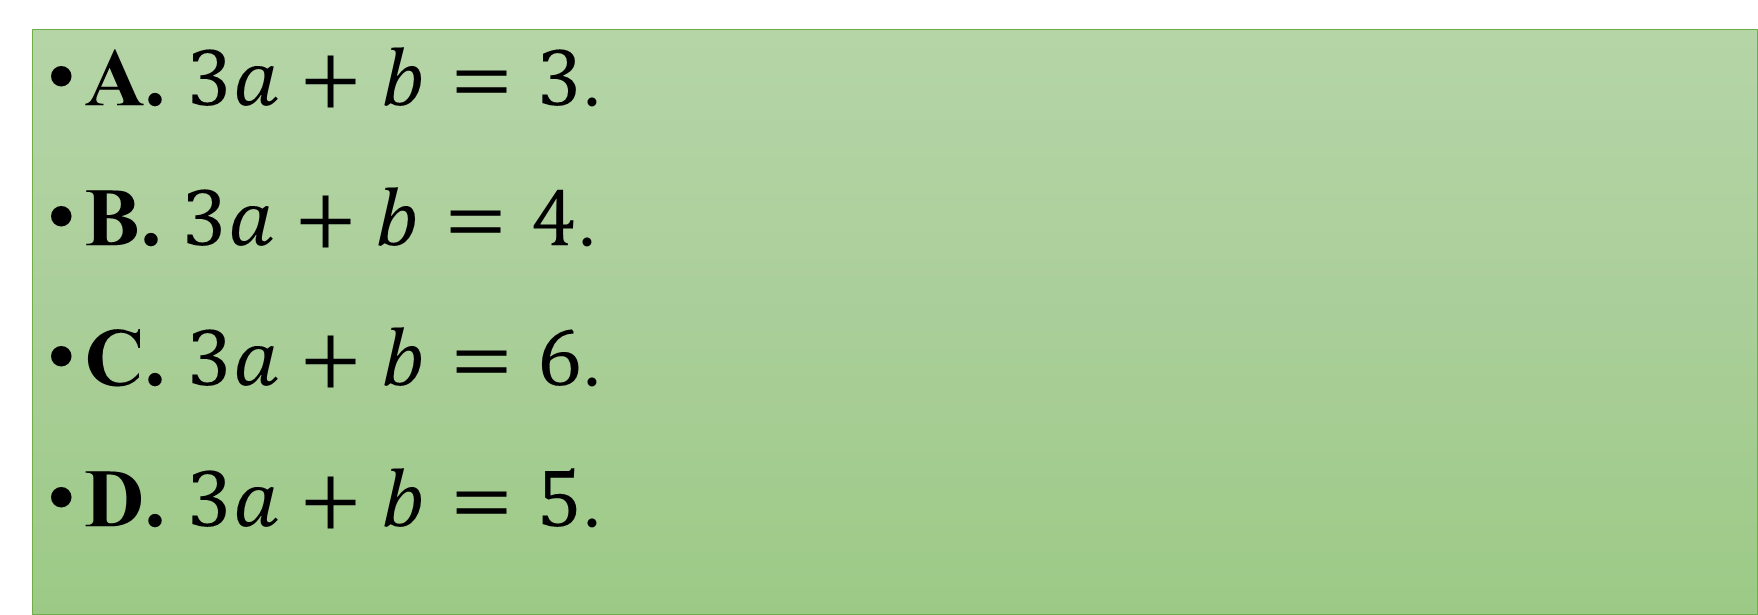 • A. 3a + b = 3.
• B. 3a + b = 4.
• C. 3a + b = 6.
• D. 3a + b = 5.